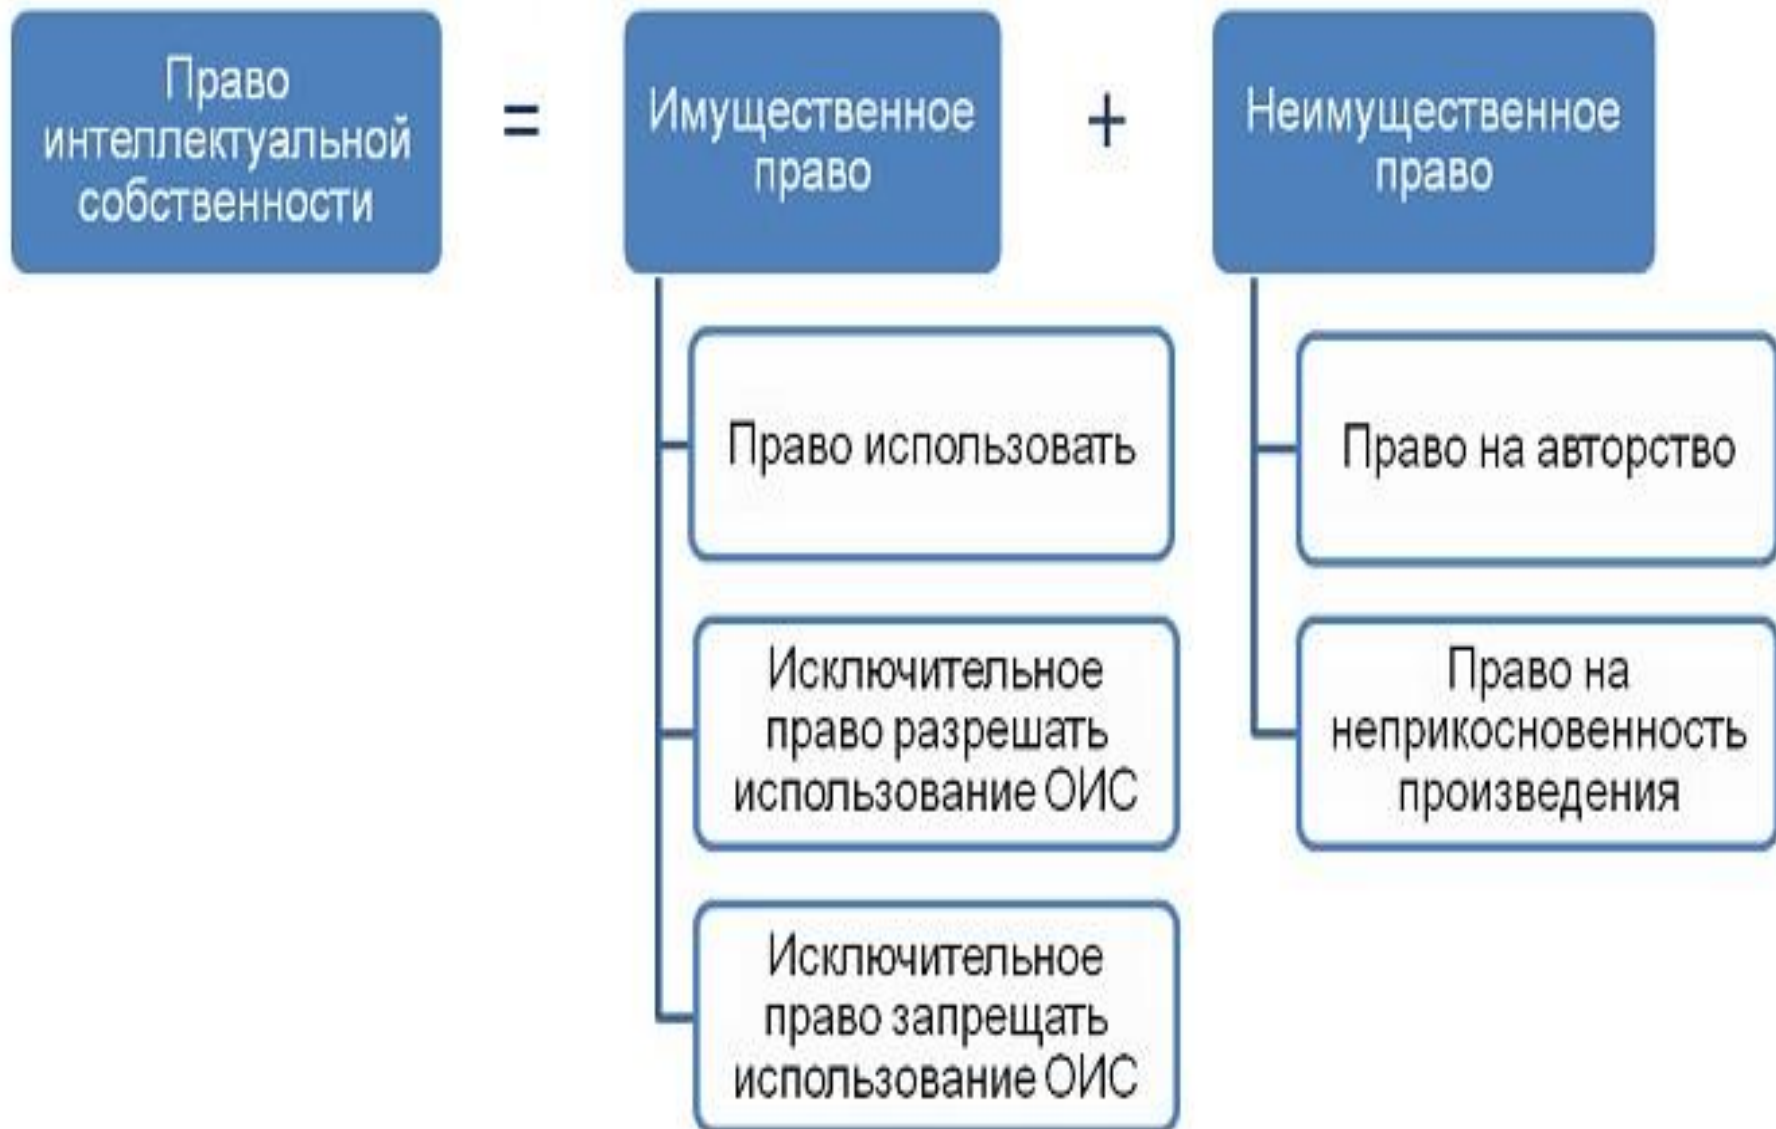 Право
интеллектуальной
собственности
=
Имущественное
право
+
Неимущественное
право
Право использовать
Исключительное
право разрешать
использование ОИС
Исключительное
право запрещать
использование ОИС
Право на авторство
Право на
неприкосновенность
произведения